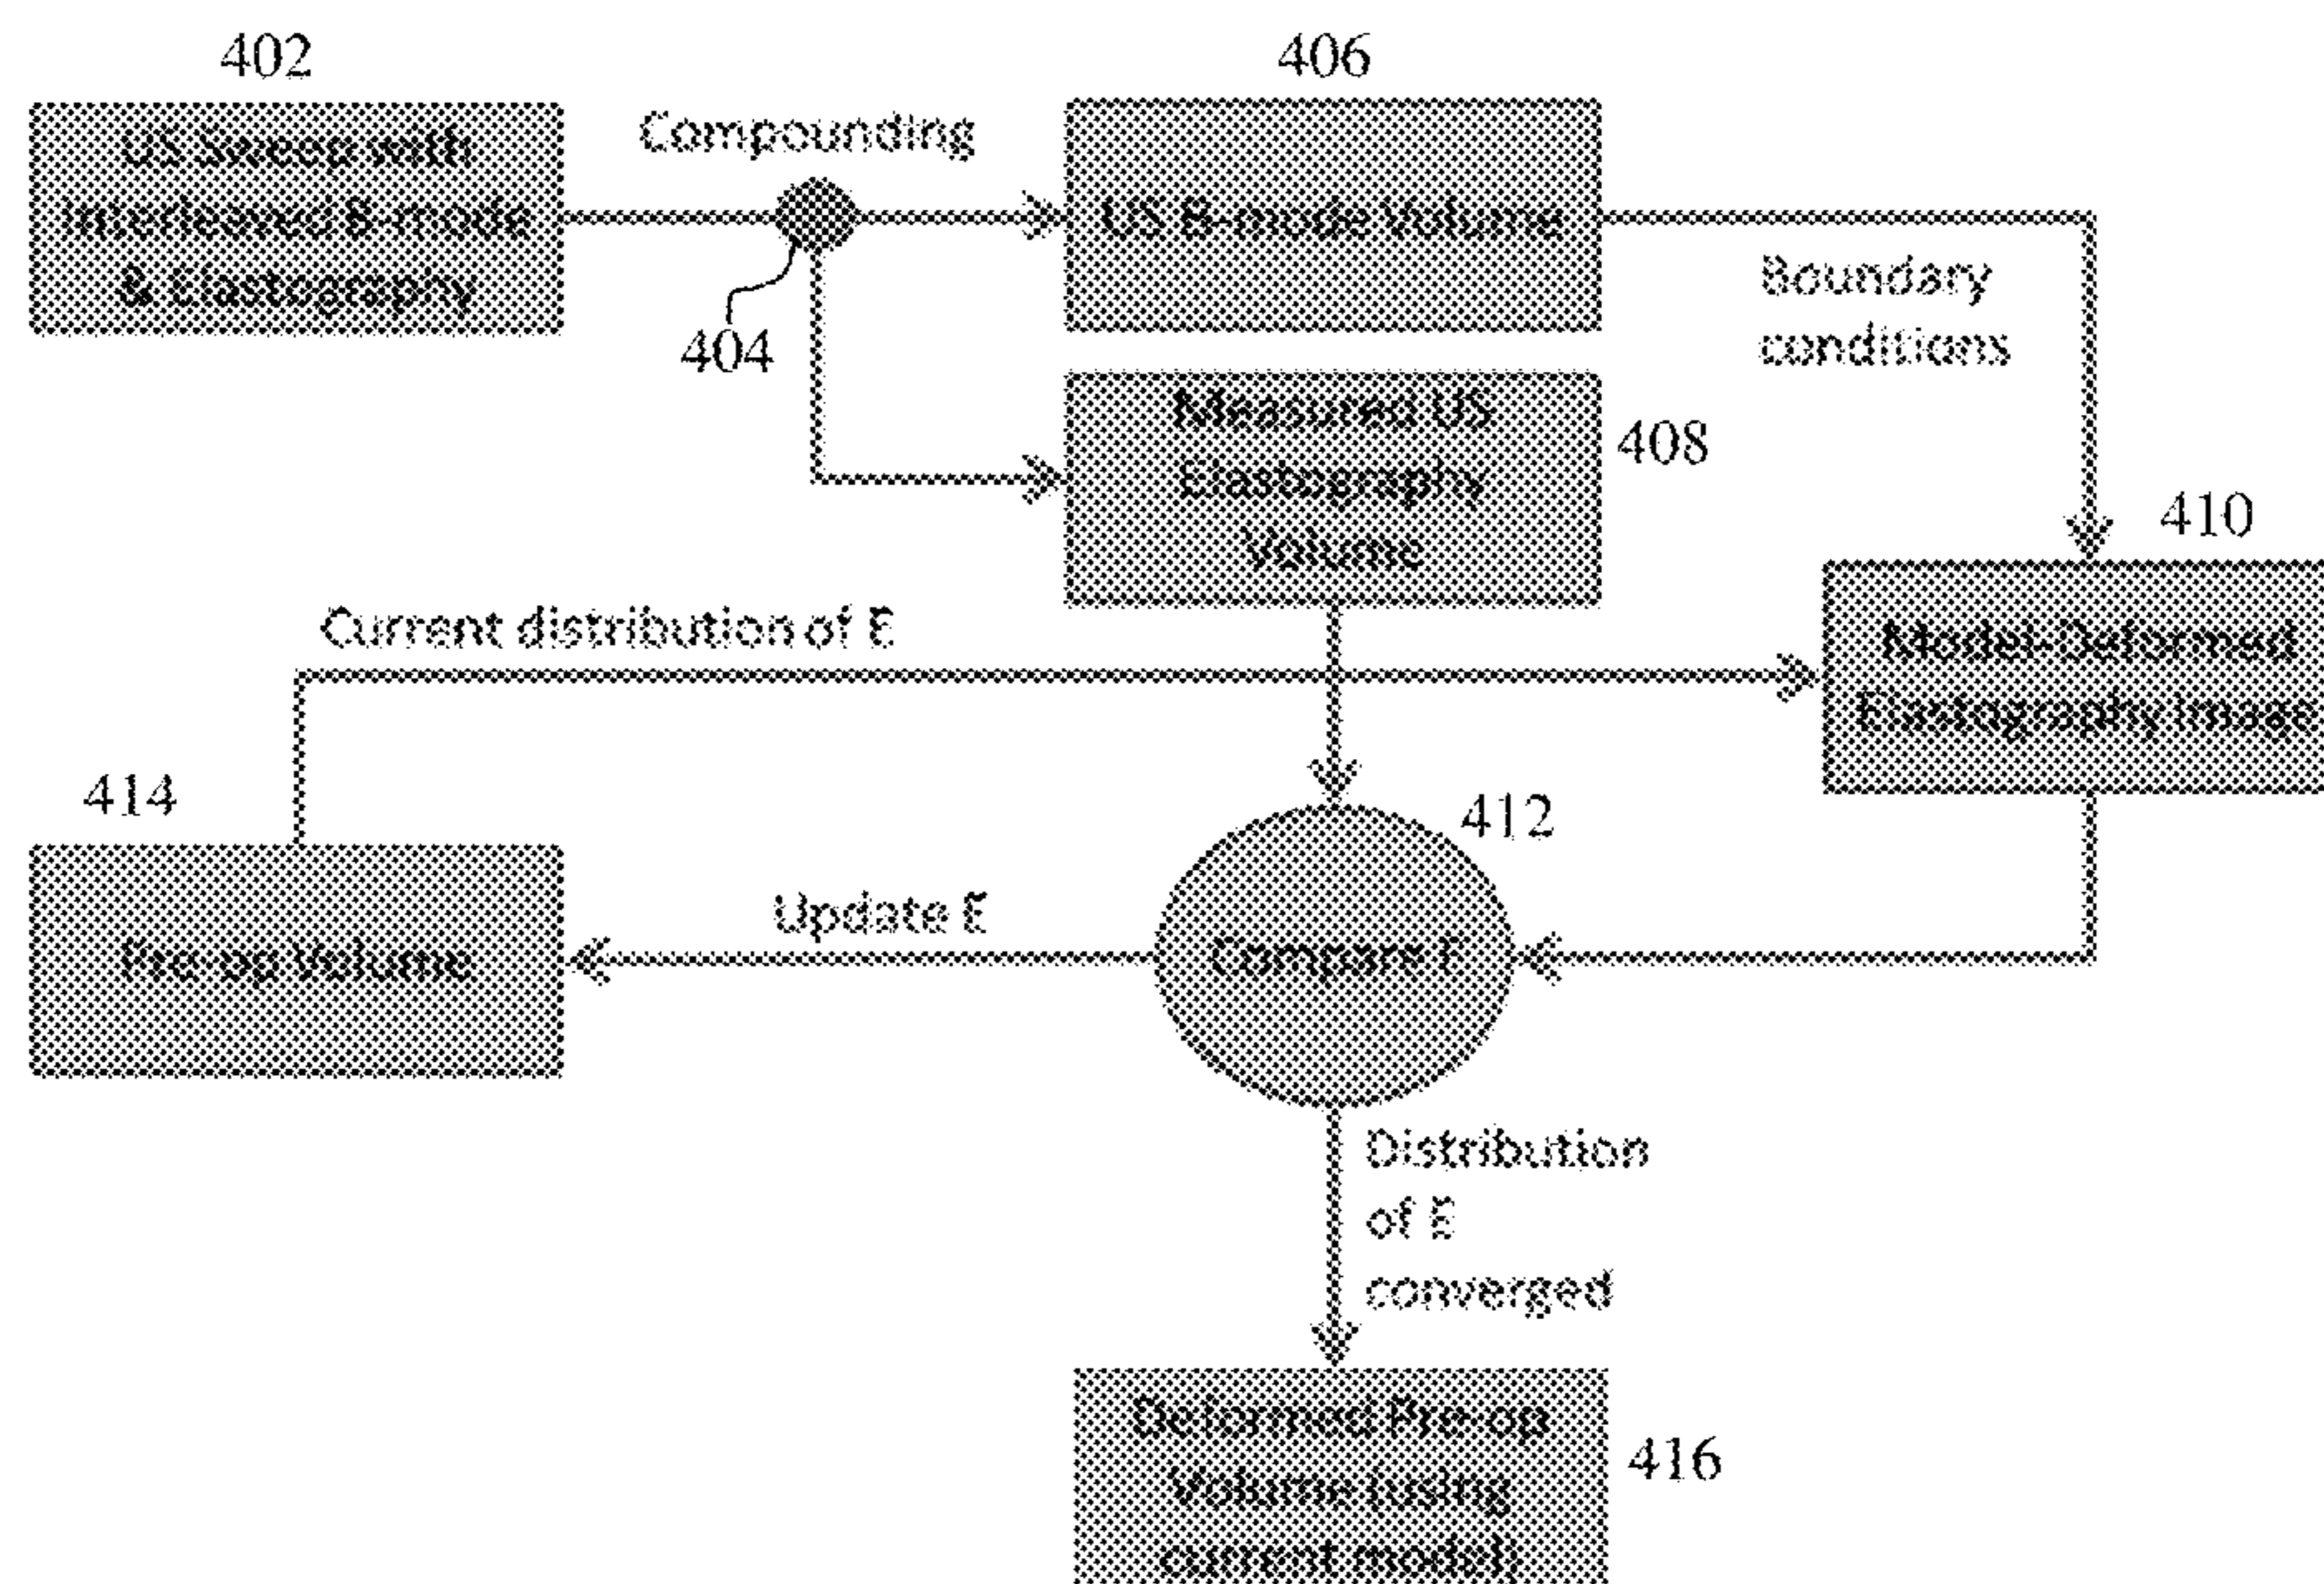 402
US Sweep with
Interleaved B-mode
& Elastography
Compounding
404
406
US B-mode Volume
Boundary
conditions
Measured US
Elastography
Volume
408
410
Model-Deformed
Elastography Image
Current distribution of E
414
Pre-op Volume
Update E
412
Compare E
Distribution
of E
converged
Deformed Pre-op
Volume (using
current model)
416